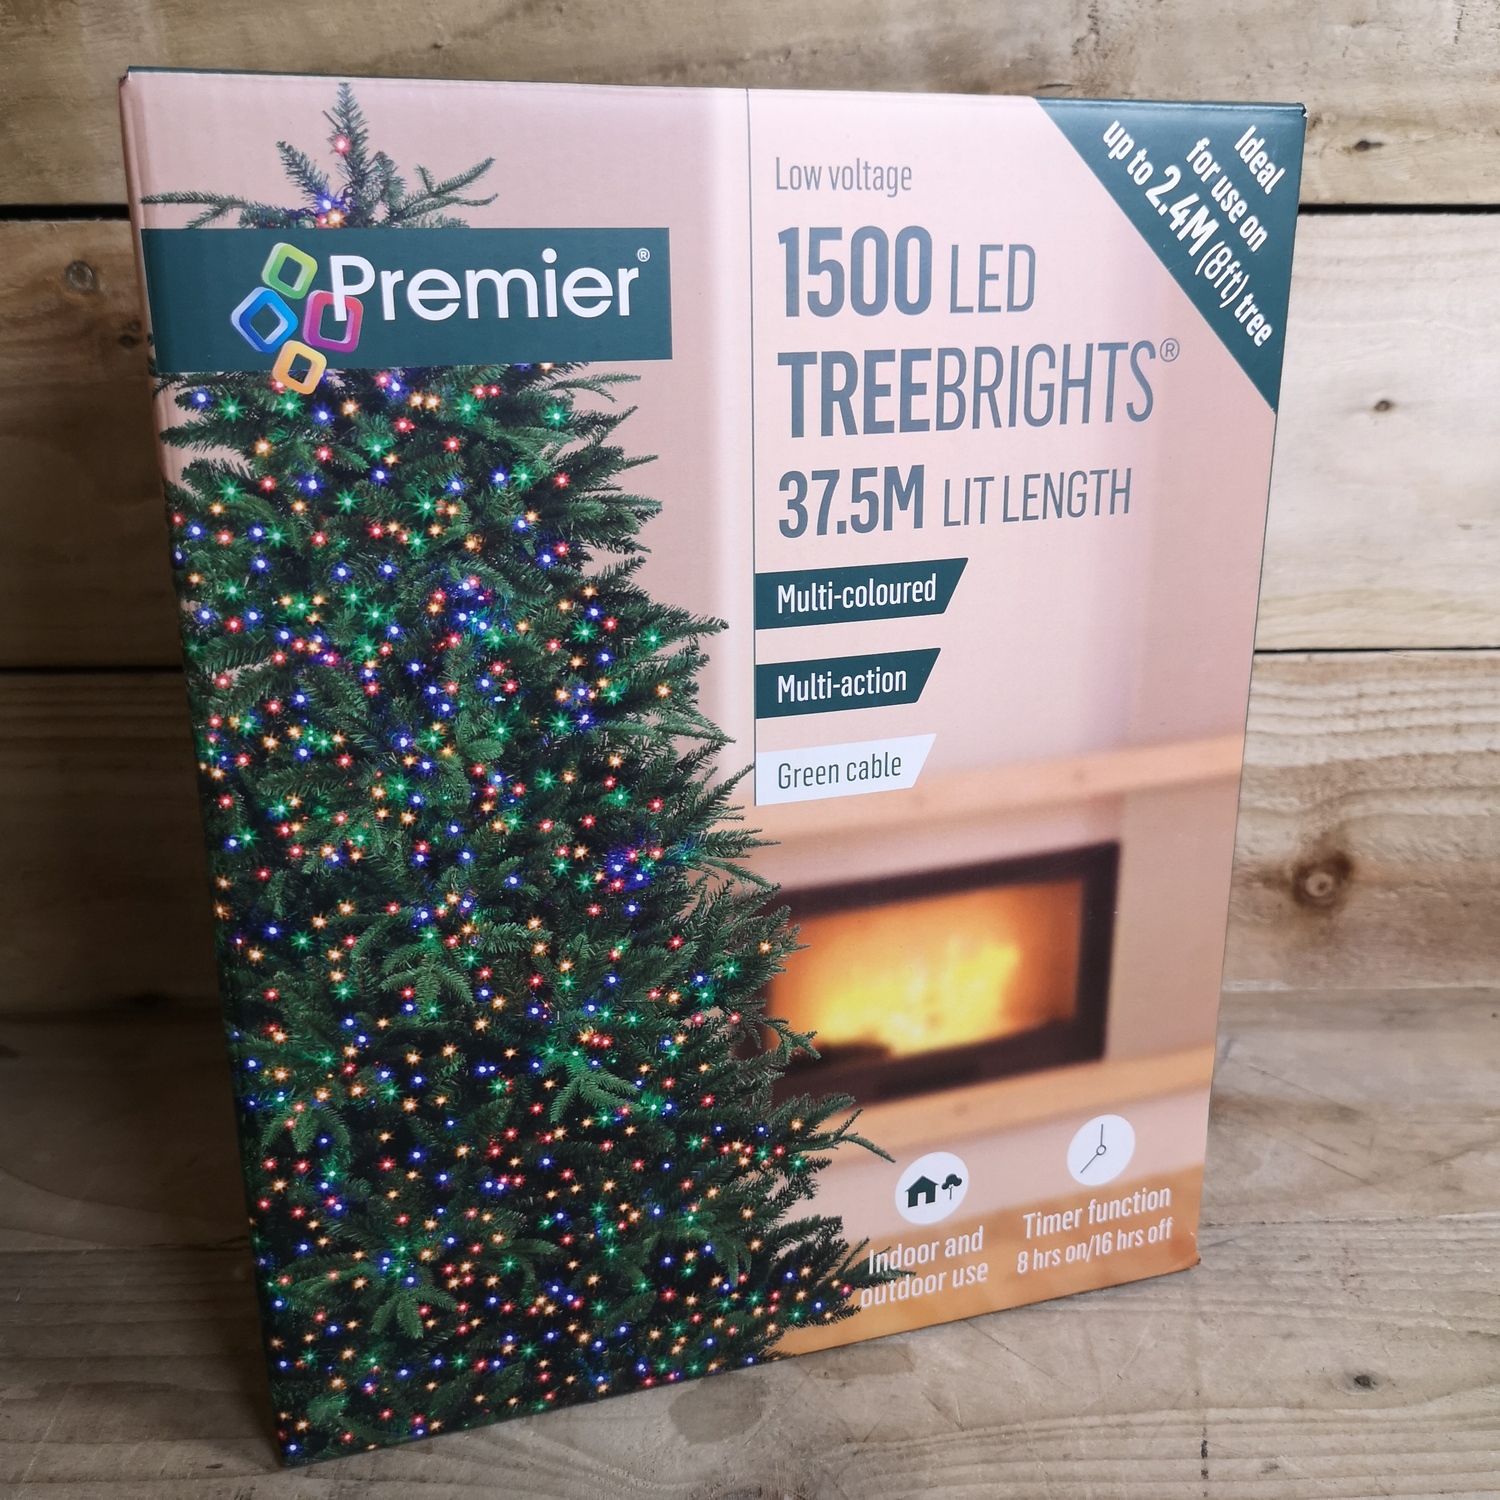 Premier®
Low voltage
1500 LED
TREEBRIGHTS®
37.5M LIT LENGTH
Multi-coloured
Multi-action
Green cable
Ideal
for use on
up to 2.4M (8ft) tree
Indoor and
outdoor use
Timer function
8 hrs on/16 hrs off